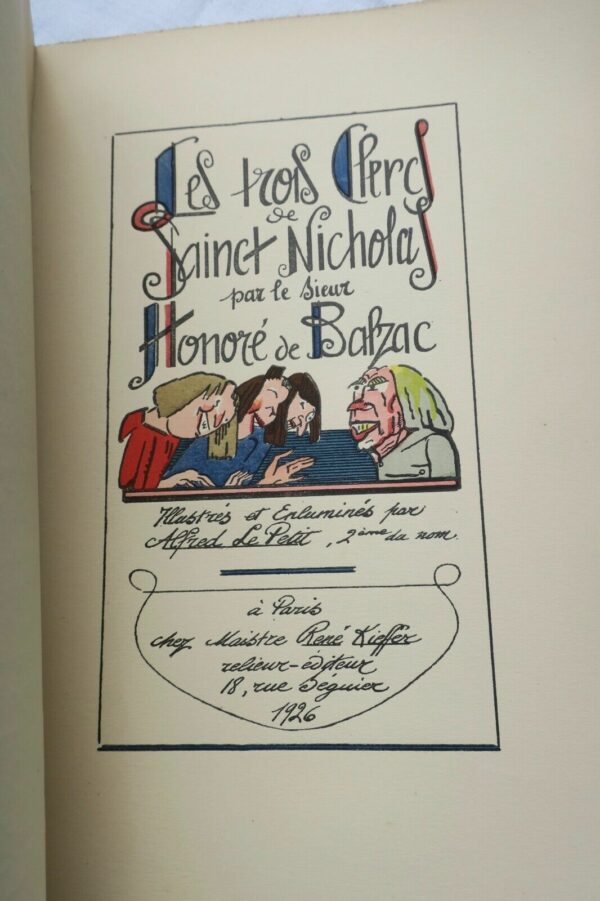 Les trois Clercs
de
Sainct Nicholas
par le Sieur
Honoré de Balzac
Illustrés et Enluminés par
Alfred Le Petit, 2ème du nom.
à Paris
chez Maistre René Kieffer
relieur-éditeur
18, rue Séguier
1926